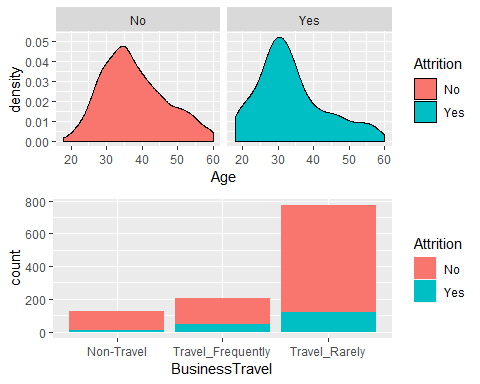 No Yes
density
0.05
0.04
0.03
0.02
0.01
0.00
20 30 40 50 60 20 30 40 50 60
Age
Attrition
No
Yes
count
800
600
400
200
0
Non-Travel Travel_Frequently Travel_Rarely
BusinessTravel
Attrition
No
Yes